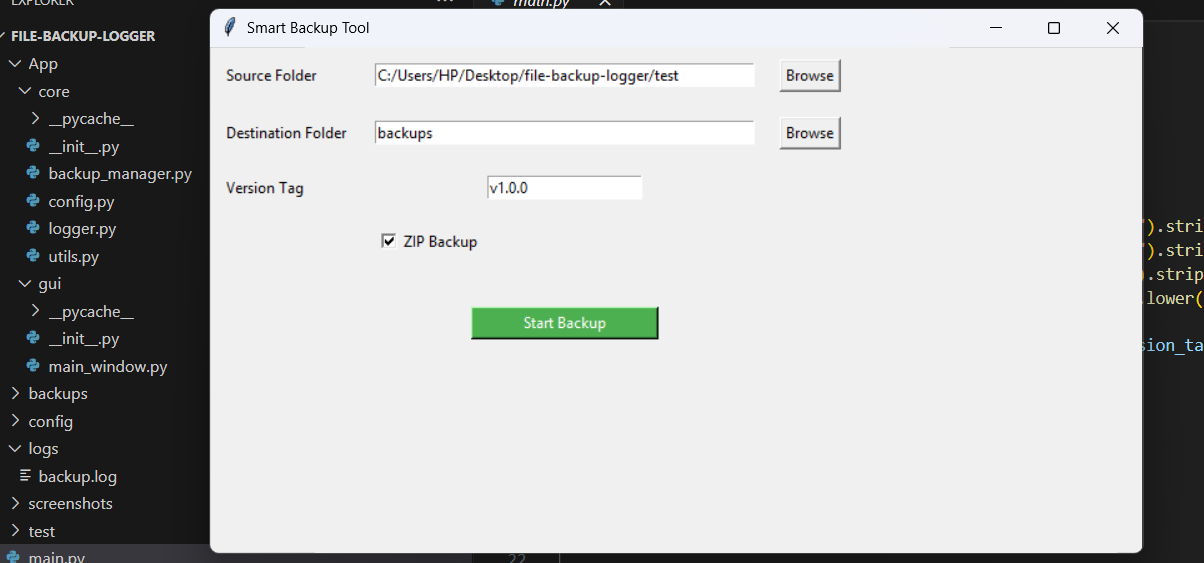 EXPLORER
main.py
FILE-BACKUP-LOGGER
App
core
__pycache__
__init__.py
backup_manager.py
config.py
logger.py
utils.py
gui
__pycache__
__init__.py
main_window.py
backups
config
logs
backup.log
screenshots
test
main.py
Smart Backup Tool
Source Folder C:/Users/HP/Desktop/file-backup-logger/test Browse
Destination Folder backups Browse
Version Tag v1.0.0
ZIP Backup
Start Backup
).stri
).stri
).strip
.lower(
sion_ta
22